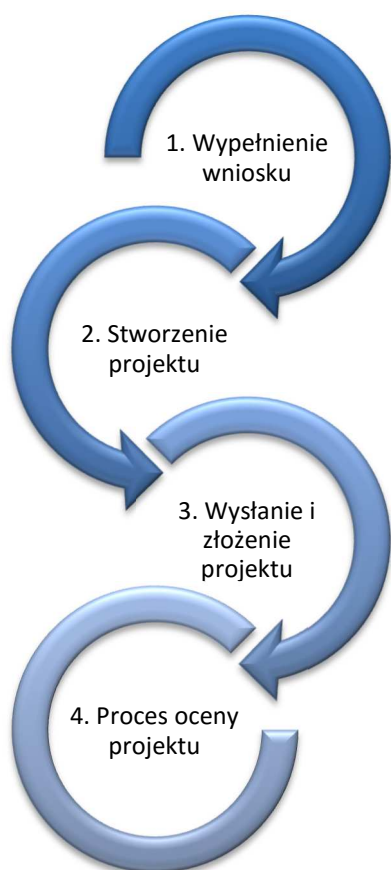 1. Wypełnienie
wniosku
2. Stworzenie
projektu
3. Wysłanie i
złożenie
projektu
4. Proces oceny
projektu